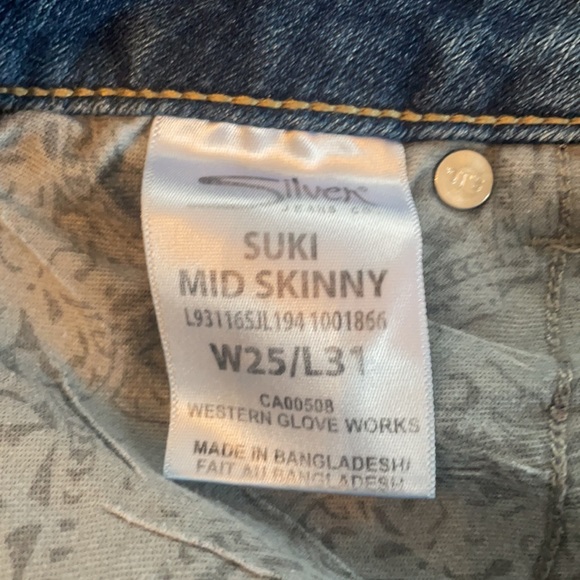 Silver
JEANS CO
SUKI
MID SKINNY
L93116SJL194 1001866
W25/L31
CA00508
WESTERN GLOVE WORKS
MADE IN BANGLADESH/
FAIT AU BANGLADESH